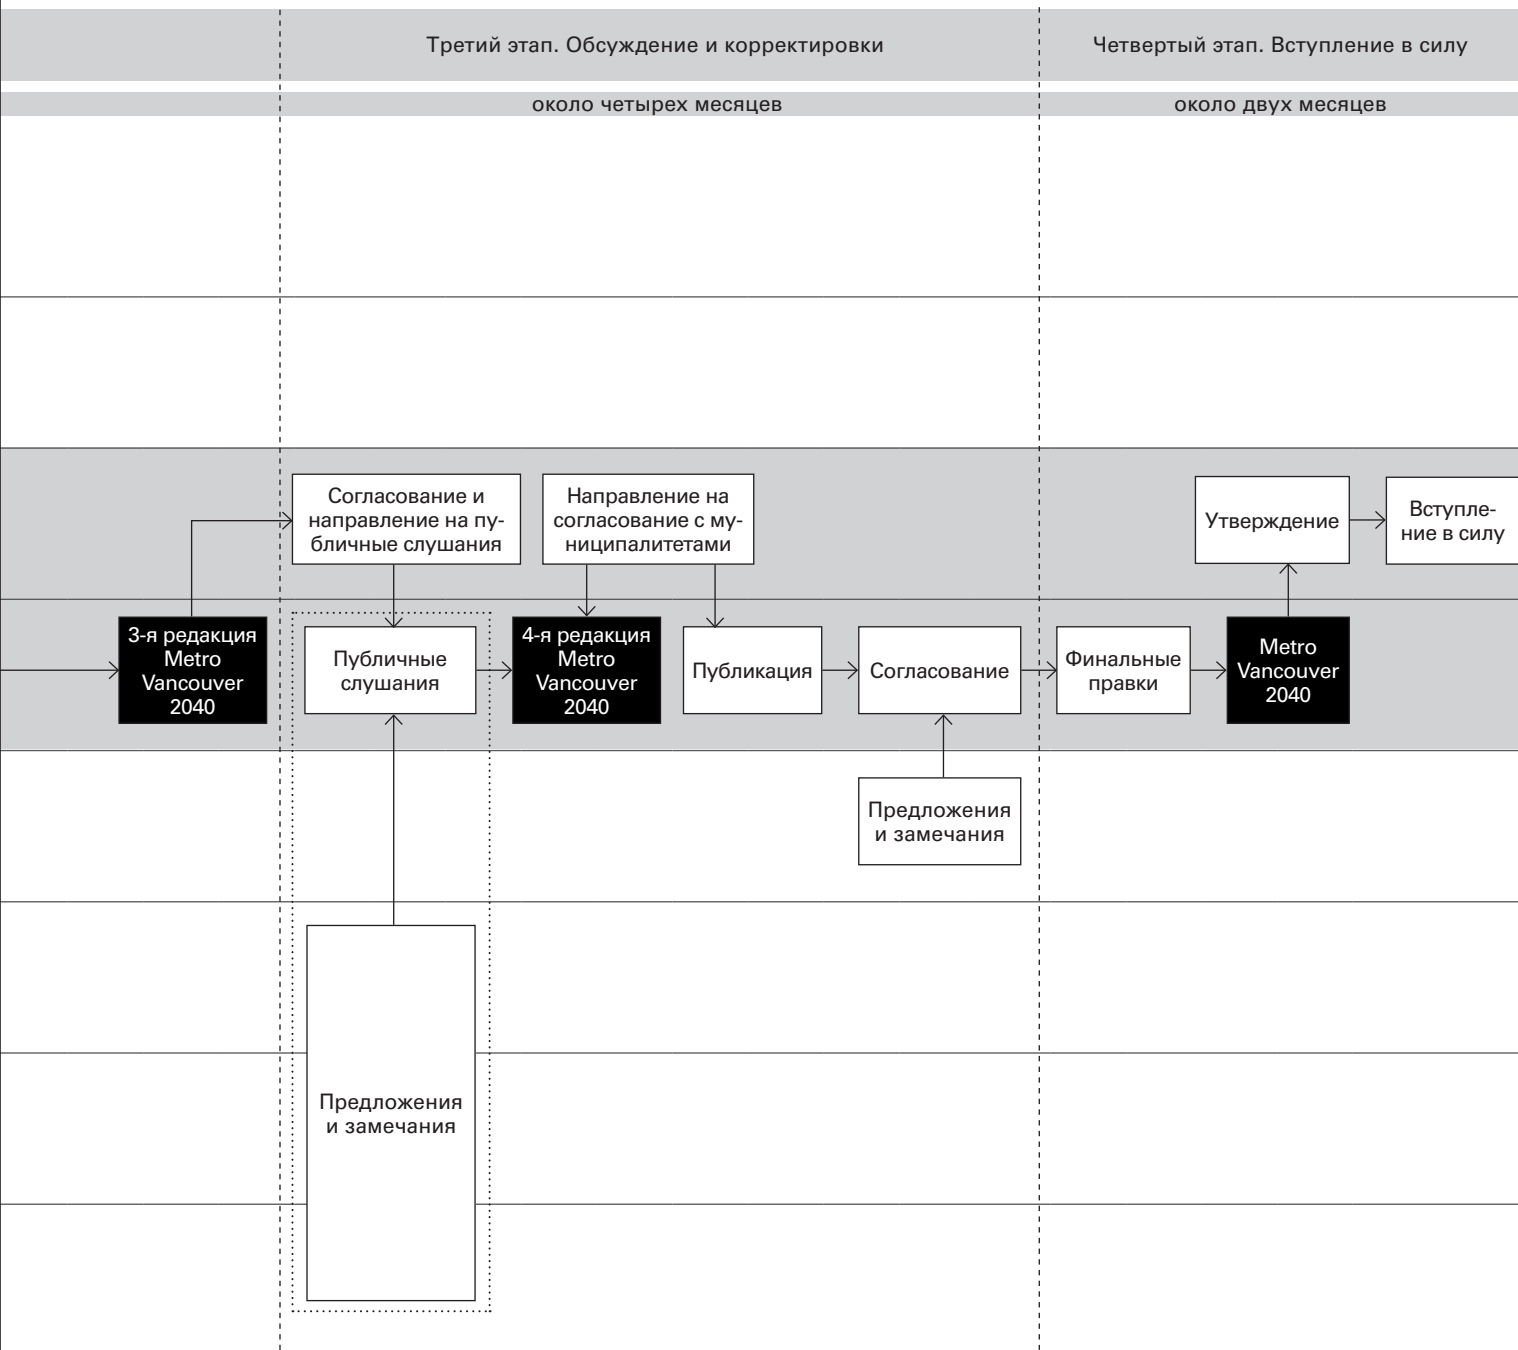 Третий этап. Обсуждение и корректировки
Четвертый этап. Вступление в силу
около четырех месяцев
около двух месяцев
Согласование и
направление на пу-
бличные слушания
Направление на
согласование с му-
ниципалитетами
Утверждение
Вступле-
ние в силу
3-я редакция
Metro
Vancouver
2040
Публичные
слушания
4-я редакция
Metro
Vancouver
2040
Публикация
Согласование
Финальные
правки
Metro
Vancouver
2040
Предложения
и замечания
Предложения
и замечания